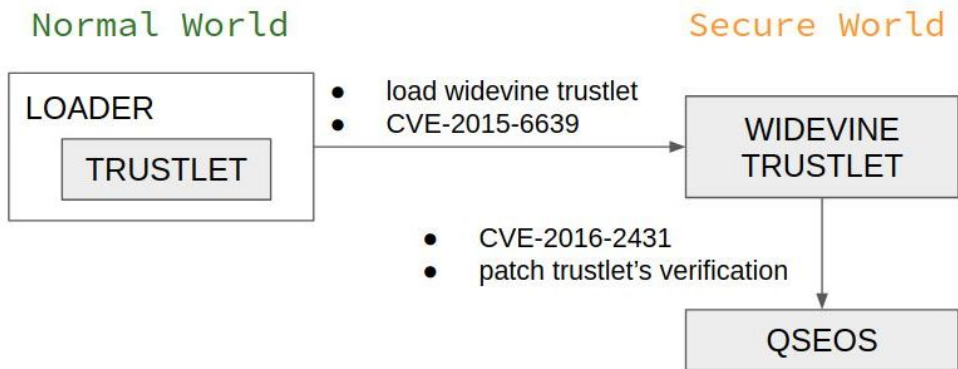 Normal World
Secure World
LOADER
TRUSTLET
● load widevine trustlet
● CVE-2015-6639
WIDEVINE
TRUSTLET
● CVE-2016-2431
● patch trustlet’s verification
QSEOS